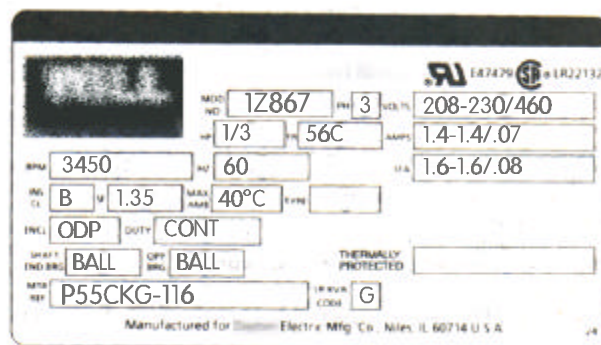 E47479 ® LR22132
MOD NO 1Z867 PH 3 VOLTS 208-230/460
HP 1/3 FR 56C AMPS 1.4-1.4/.07
RPM 3450 HZ 60 1.6-1.6/.08
INS CL B 1.35 MAX AMB 40°C TYPE
ENCL ODP DUTY CONT
SHAFT END BRG BALL OPP BRG BALL THERMALLY PROTECTED
MTR REF P55CKG-116 CODE G
Manufactured for Electric Mfg. Co., Niles, IL 60714 U S A